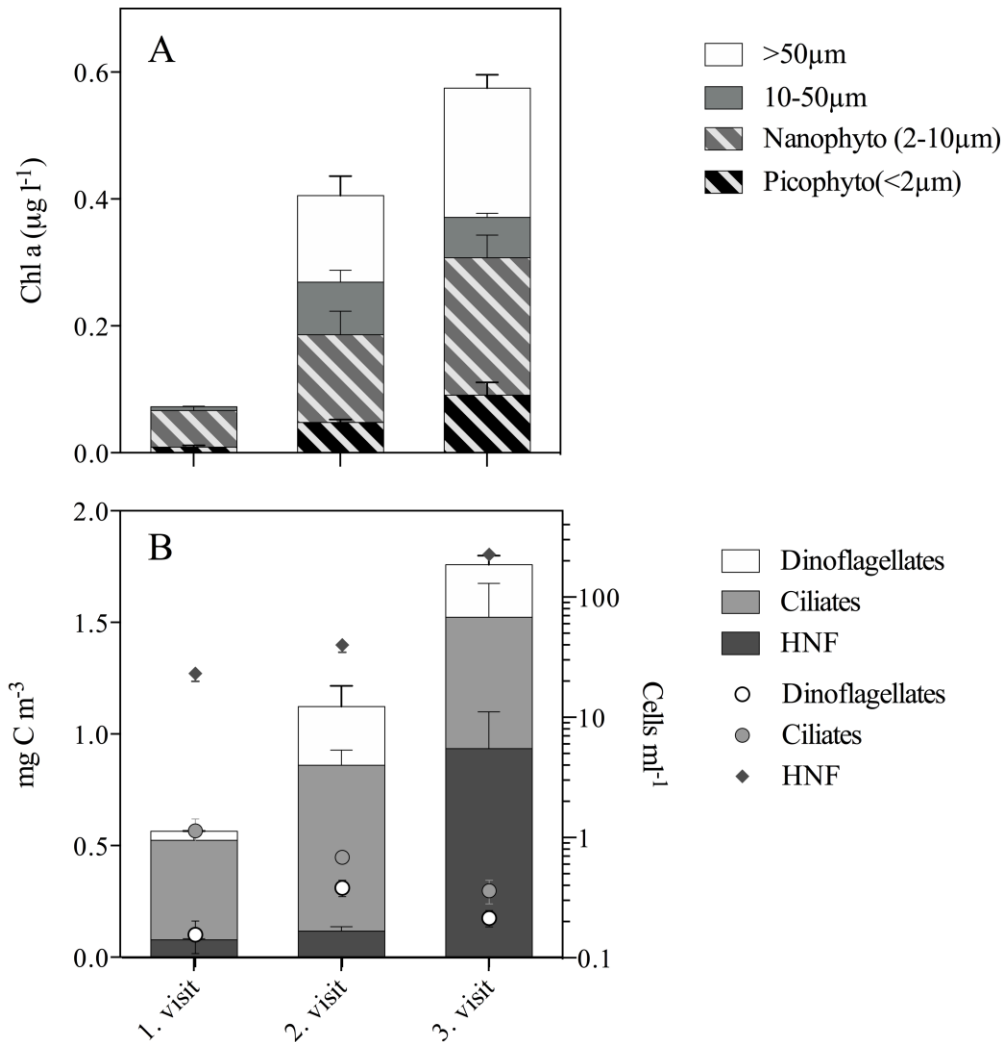 A
0.6
0.4
0.2
0.0
Chl a (µg l⁻¹)
>50µm
10-50µm
Nanophyto (2-10µm)
Picophyto(<2µm)
B
2.0
1.5
1.0
0.5
0.0
mg C m⁻³
100
10
1
0.1
Cells ml⁻¹
Dinoflagellates
Ciliates
HNF
Dinoflagellates
Ciliates
HNF
1. visit
2. visit
3. visit